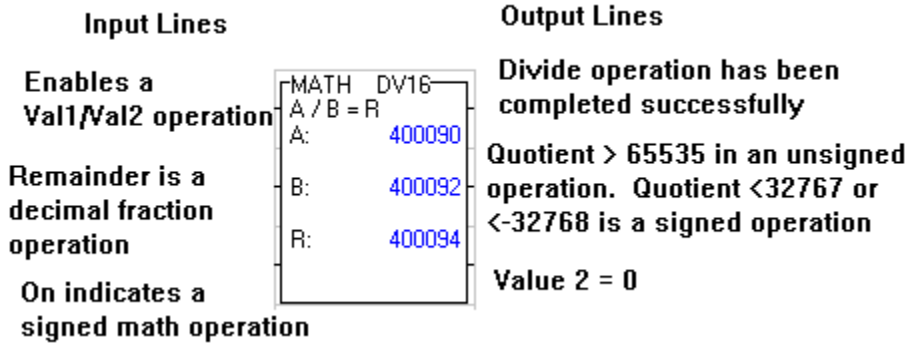 Input Lines
Output Lines
Enables a
Val1/Val2 operation
Remainder is a
decimal fraction
operation
On indicates a
signed math operation
MATH DV16
A / B = R
A: 400090
B: 400092
R: 400094
Divide operation has been
completed successfully
Quotient > 65535 in an unsigned
operation. Quotient <32767 or
<-32768 is a signed operation
Value 2 = 0